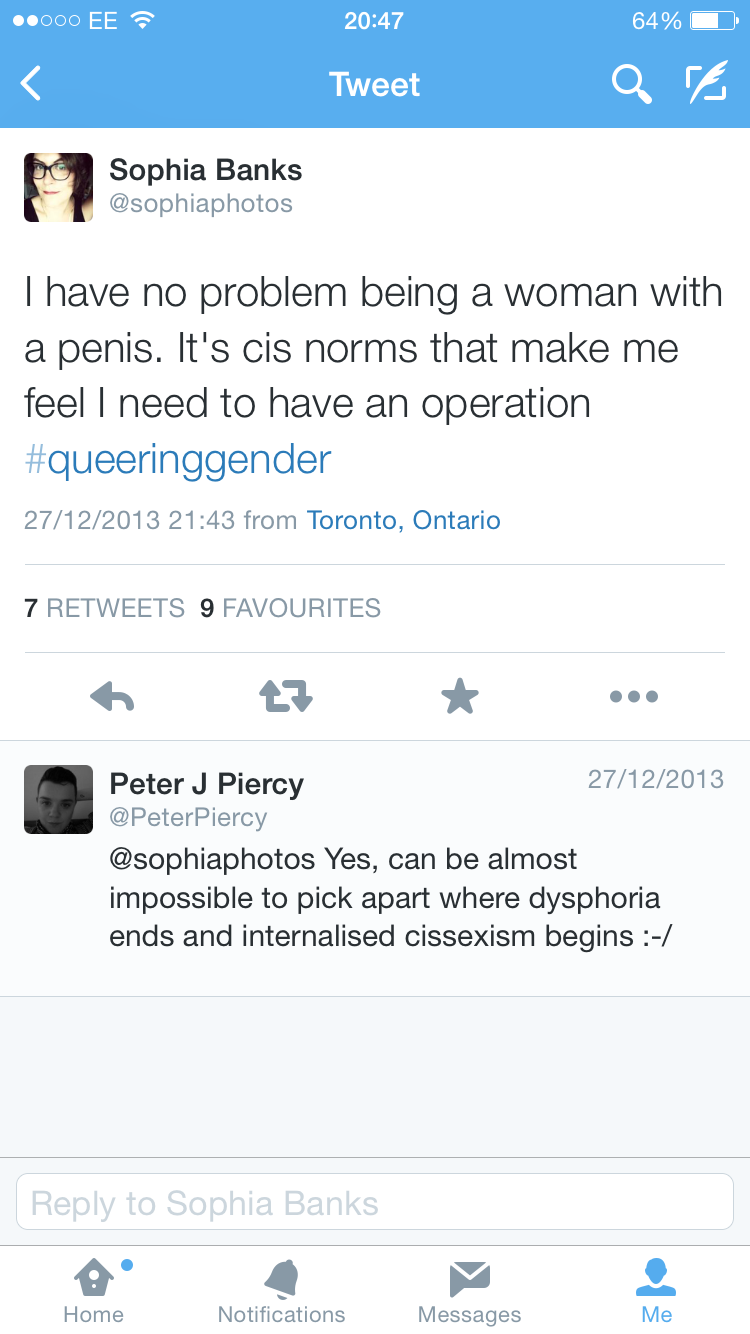 EE 20:47 64%
Tweet
Sophia Banks
@sophiaphotos
I have no problem being a woman with
a penis. It's cis norms that make me
feel I need to have an operation
#queeringgender
27/12/2013 21:43 from Toronto, Ontario
7 RETWEETS 9 FAVOURITES
Peter J Piercy 27/12/2013
@PeterPiercy
@sophiaphotos Yes, can be almost
impossible to pick apart where dysphoria
ends and internalised cissexism begins :-/
Reply to Sophia Banks
Home Notifications Messages Me